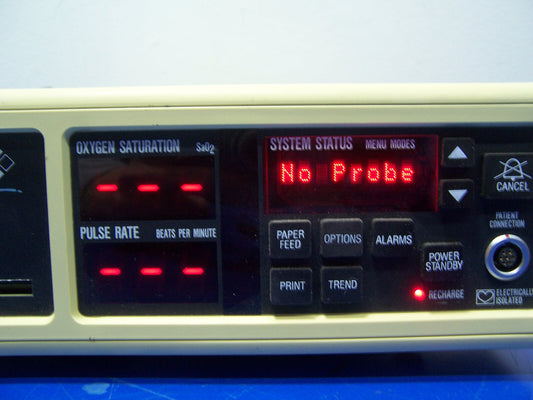 OXYGEN SATURATION SaO2
--- 
PULSE RATE BEATS PER MINUTE
---
SYSTEM STATUS MENU MODES
No Probe
PAPER FEED
OPTIONS
ALARMS
PRINT
TREND
POWER STANDBY
RECHARGE
CANCEL
PATIENT CONNECTION
ELECTRICALLY ISOLATED